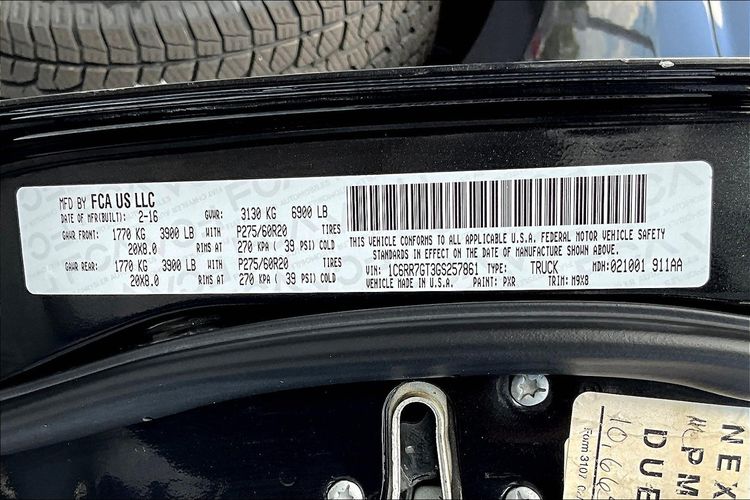 MFD BY FCA US LLC
DATE OF MFR(BUILT): 2-16 GVWR: 3130 KG 6900 LB
GAWR FRONT: 1770 KG 3900 LB P275/60R20 TIRES
WITH
20X8.0 RIMS AT 270 KPA ( 39 PSI) COLD
GAWR REAR: 1770 KG 3900 LB P275/60R20 TIRES
WITH
20X8.0 RIMS AT 270 KPA ( 39 PSI) COLD
THIS VEHICLE CONFORMS TO ALL APPLICABLE U.S.A. FEDERAL MOTOR VEHICLE SAFETY
STANDARDS IN EFFECT ON THE DATE OF MANUFACTURE SHOWN ABOVE
VIN: 1C6RR7GT3GS257861 TYPE: TRUCK MDH:021001 911AA
VEHICLE MADE IN U.S.A. PAINT: PXR TRIM: M9X8
NEX
PM
DU
Form 3107